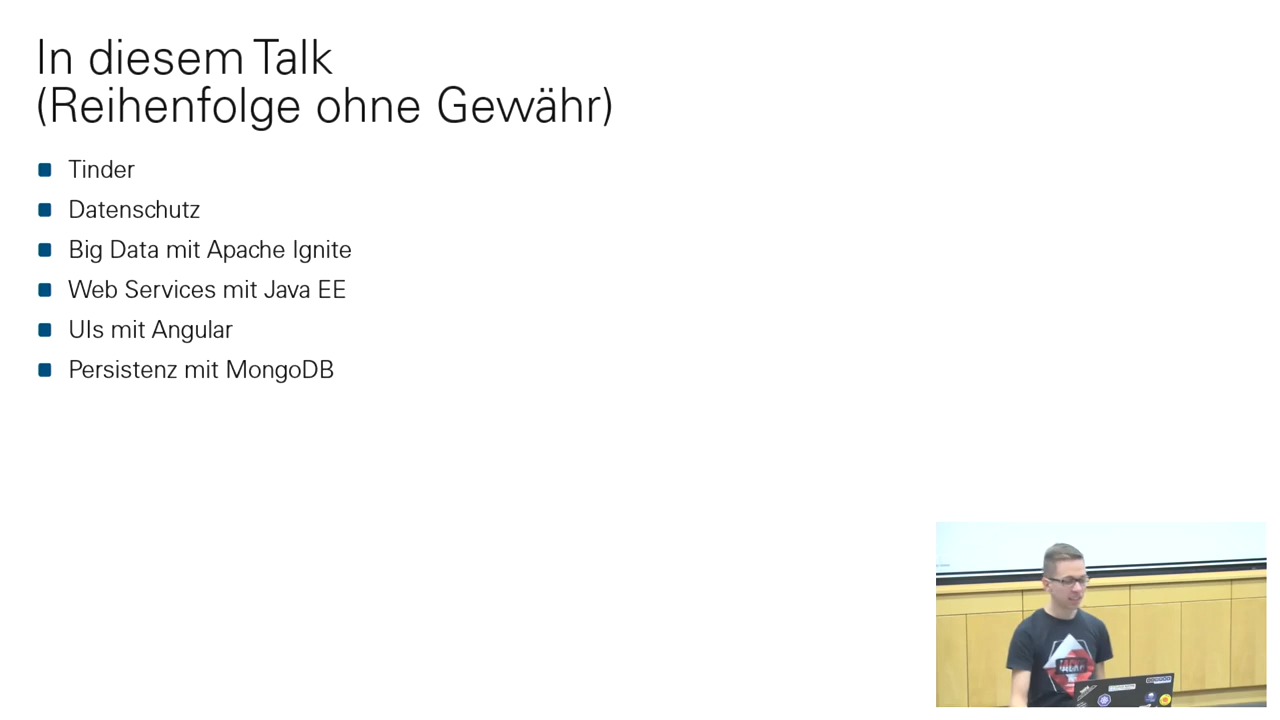 In diesem Talk
(Reihenfolge ohne Gewähr)
Tinder
Datenschutz
Big Data mit Apache Ignite
Web Services mit Java EE
UIs mit Angular
Persistenz mit MongoDB